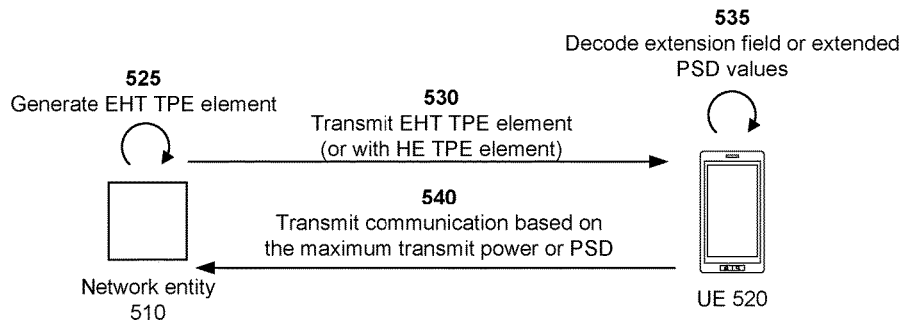 535
Decode extension field or extended
PSD values
525
Generate EHT TPE element
530
Transmit EHT TPE element
(or with HE TPE element)
540
Transmit communication based on
the maximum transmit power or PSD
Network entity
510
UE 520